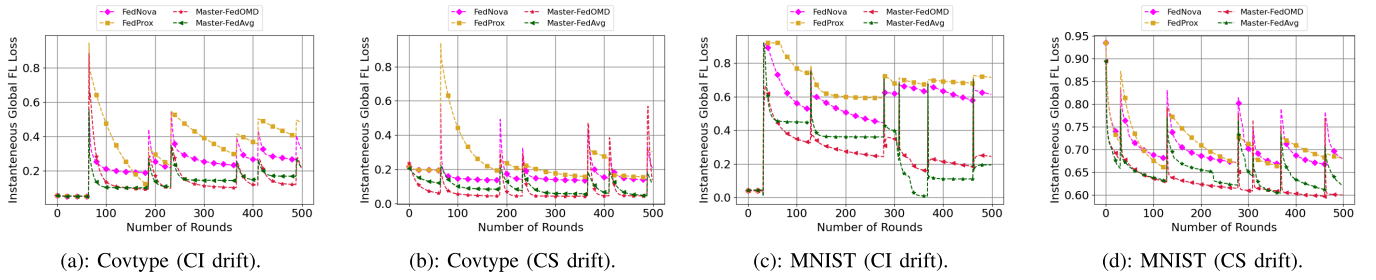 FedNova Master-FedOMD
FedProx Master-FedAvg
Instantaneous Global FL Loss
0.8
0.6
0.4
0.2
0 100 200 300 400 500
Number of Rounds
(a): Covtype (CI drift).
FedNova Master-FedOMD
FedProx Master-FedAvg
Instantaneous Global FL Loss
0.8
0.6
0.4
0.2
0.0
0 100 200 300 400 500
Number of Rounds
(b): Covtype (CS drift).
FedNova Master-FedOMD
FedProx Master-FedAvg
Instantaneous Global FL Loss
0.8
0.6
0.4
0.2
0.0
0 100 200 300 400 500
Number of Rounds
(c): MNIST (CI drift).
FedNova Master-FedOMD
FedProx Master-FedAvg
Instantaneous Global FL Loss
0.95
0.90
0.85
0.80
0.75
0.70
0.65
0.60
0 100 200 300 400 500
Number of Rounds
(d): MNIST (CS drift).